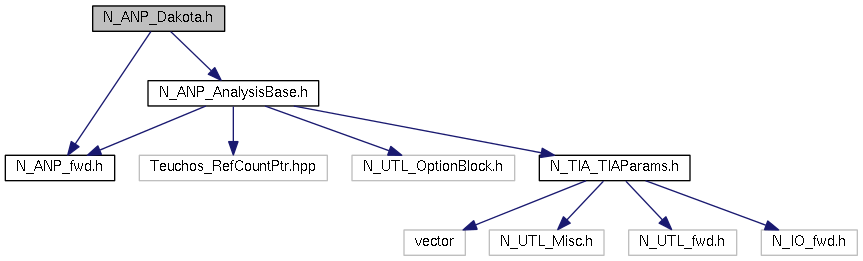 N_ANP_Dakota.h
N_ANP_AnalysisBase.h
N_ANP_fwd.h
Teuchos_RefCountPtr.hpp
N_UTL_OptionBlock.h
N_TIA_TIAParams.h
vector
N_UTL_Misc.h
N_UTL_fwd.h
N_IO_fwd.h